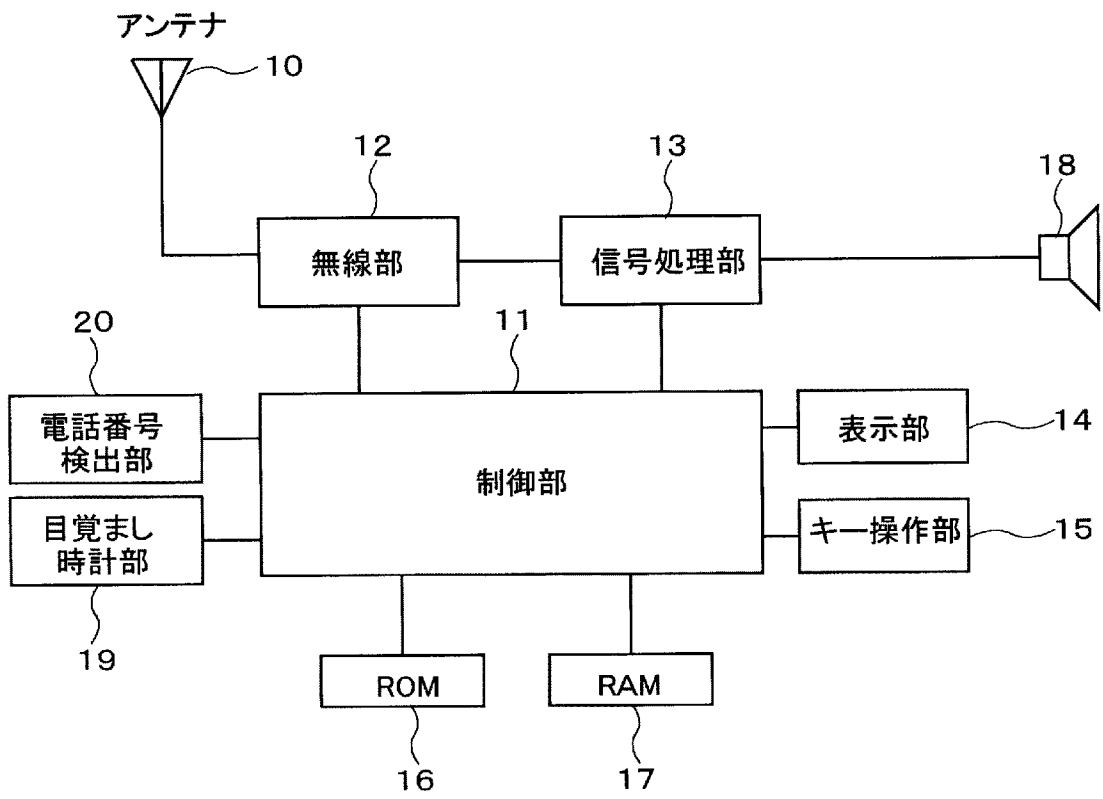 アンテナ
10
12
13
18
無線部
信号処理部
20
11
電話番号
検出部
表示部
14
制御部
目覚まし
時計部
キー操作部
15
19
ROM
RAM
16
17